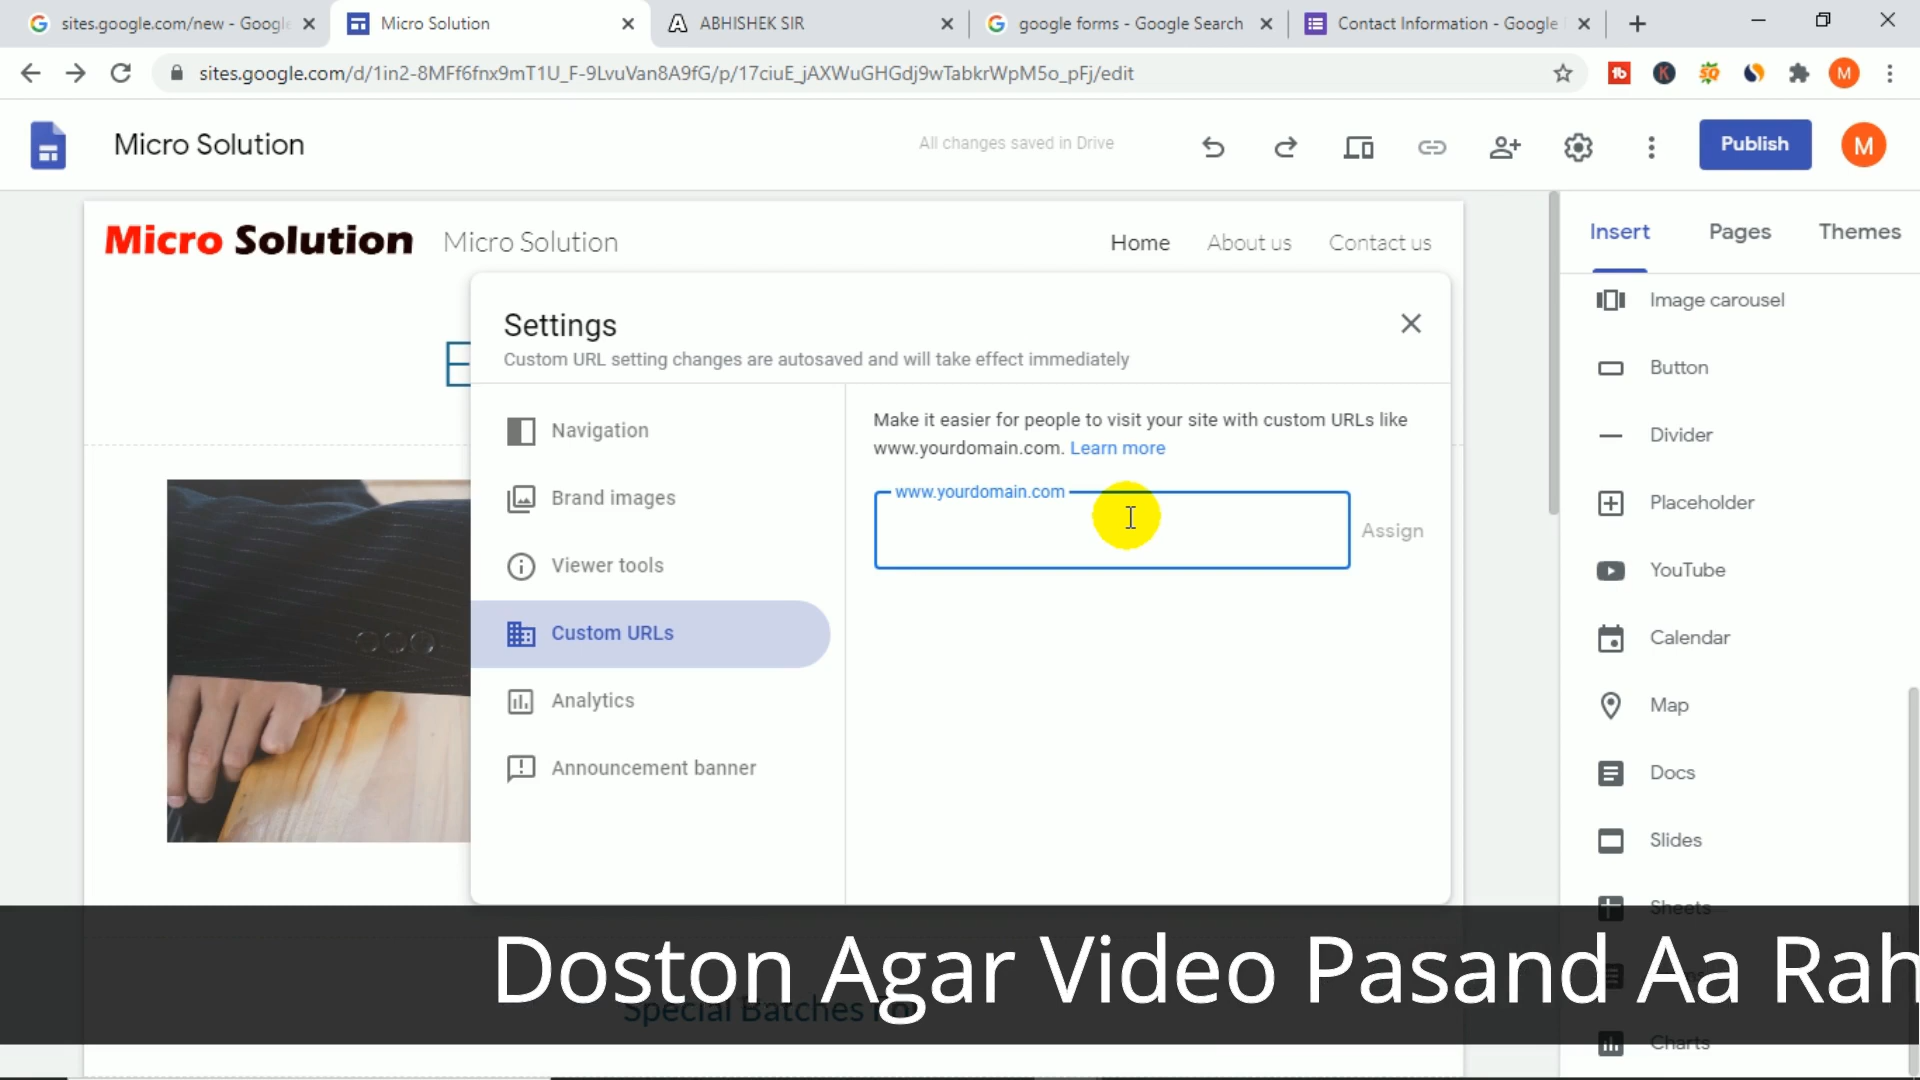 sites.google.com/new - Google
Micro Solution
ABHISHEK SIR
google forms - Google Search
Contact Information - Google
sites.google.com/d/1in2-8MFf6fnx9mT1U_F-9LvuVan8A9fG/p/17ciuE_jAXWuGHGdj9wTabkrWpM5o_pFj/edit
M
Micro Solution
All changes saved in Drive
Publish
M
Micro Solution
Micro Solution
Home
About us
Contact us
Insert
Pages
Themes
Settings
Custom URL setting changes are autosaved and will take effect immediately
Navigation
Brand images
Viewer tools
Custom URLs
Analytics
Announcement banner
Make it easier for people to visit your site with custom URLs like
www.yourdomain.com. Learn more
www.yourdomain.com
Assign
Image carousel
Button
Divider
Placeholder
YouTube
Calendar
Map
Docs
Slides
Sheets
Charts
Special Batches
Doston Agar Video Pasand Aa Rah